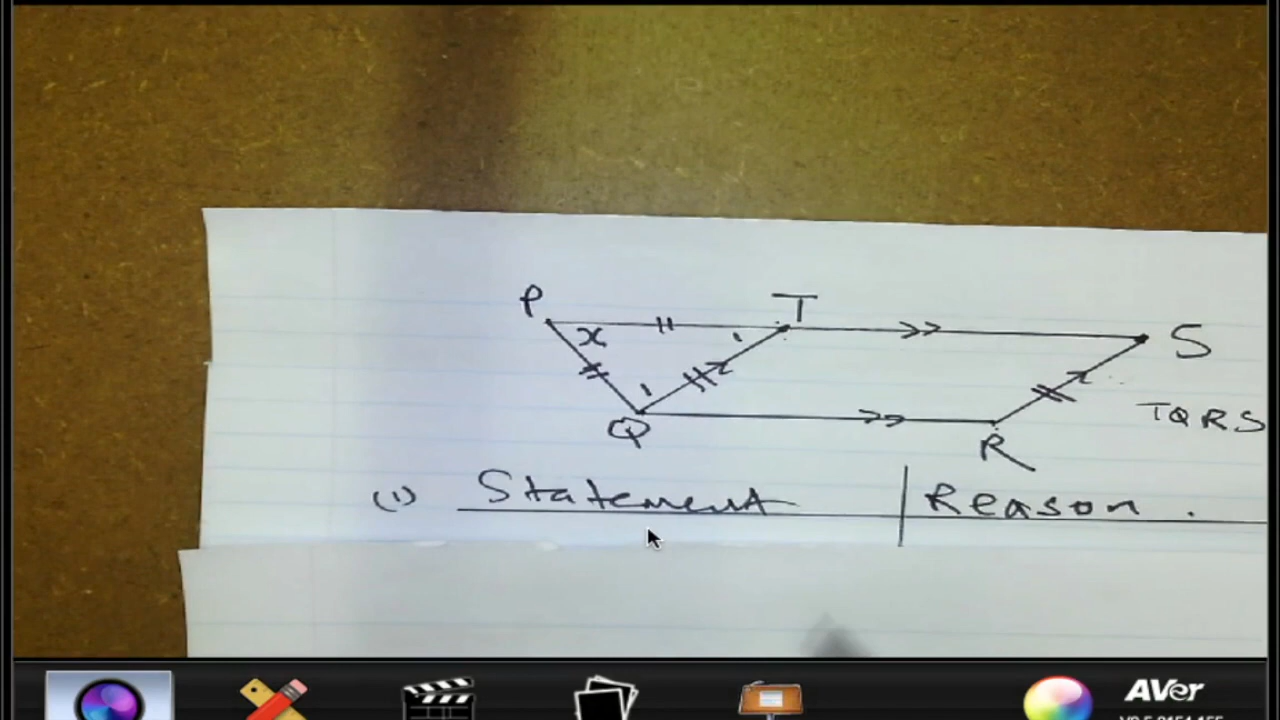 P
T
x
S
Q
R
TQRS
(1) Statement | Reason.
AVer